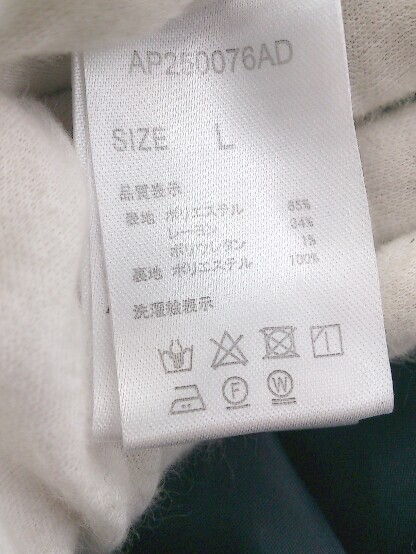 AP250076AD
SIZE L
品質表示
表地 ポリエステル 65%
レーヨン 34%
ポリウレタン 1%
裏地 ポリエステル 100%
洗濯絵表示
F W